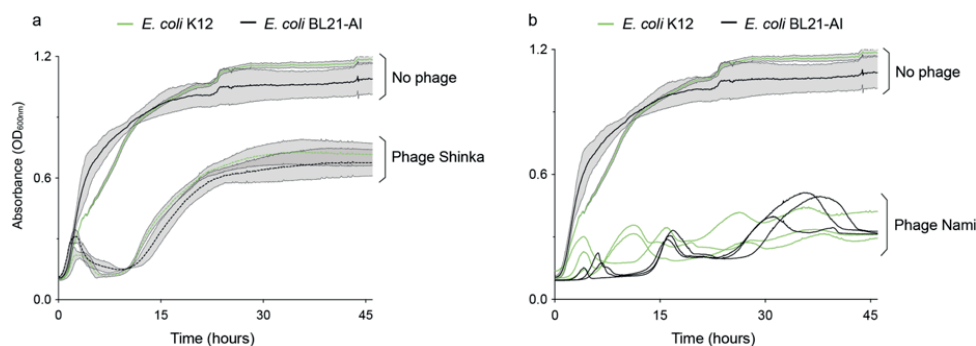 a
E. coli K12 E. coli BL21-AI
1.2
0.6
0.0
Absorbance (OD600nm)
No phage
Phage Shinka
0 15 30 45
Time (hours)
b
E. coli K12 E. coli BL21-AI
1.2
0.6
0.0
No phage
Phage Nami
0 15 30 45
Time (hours)